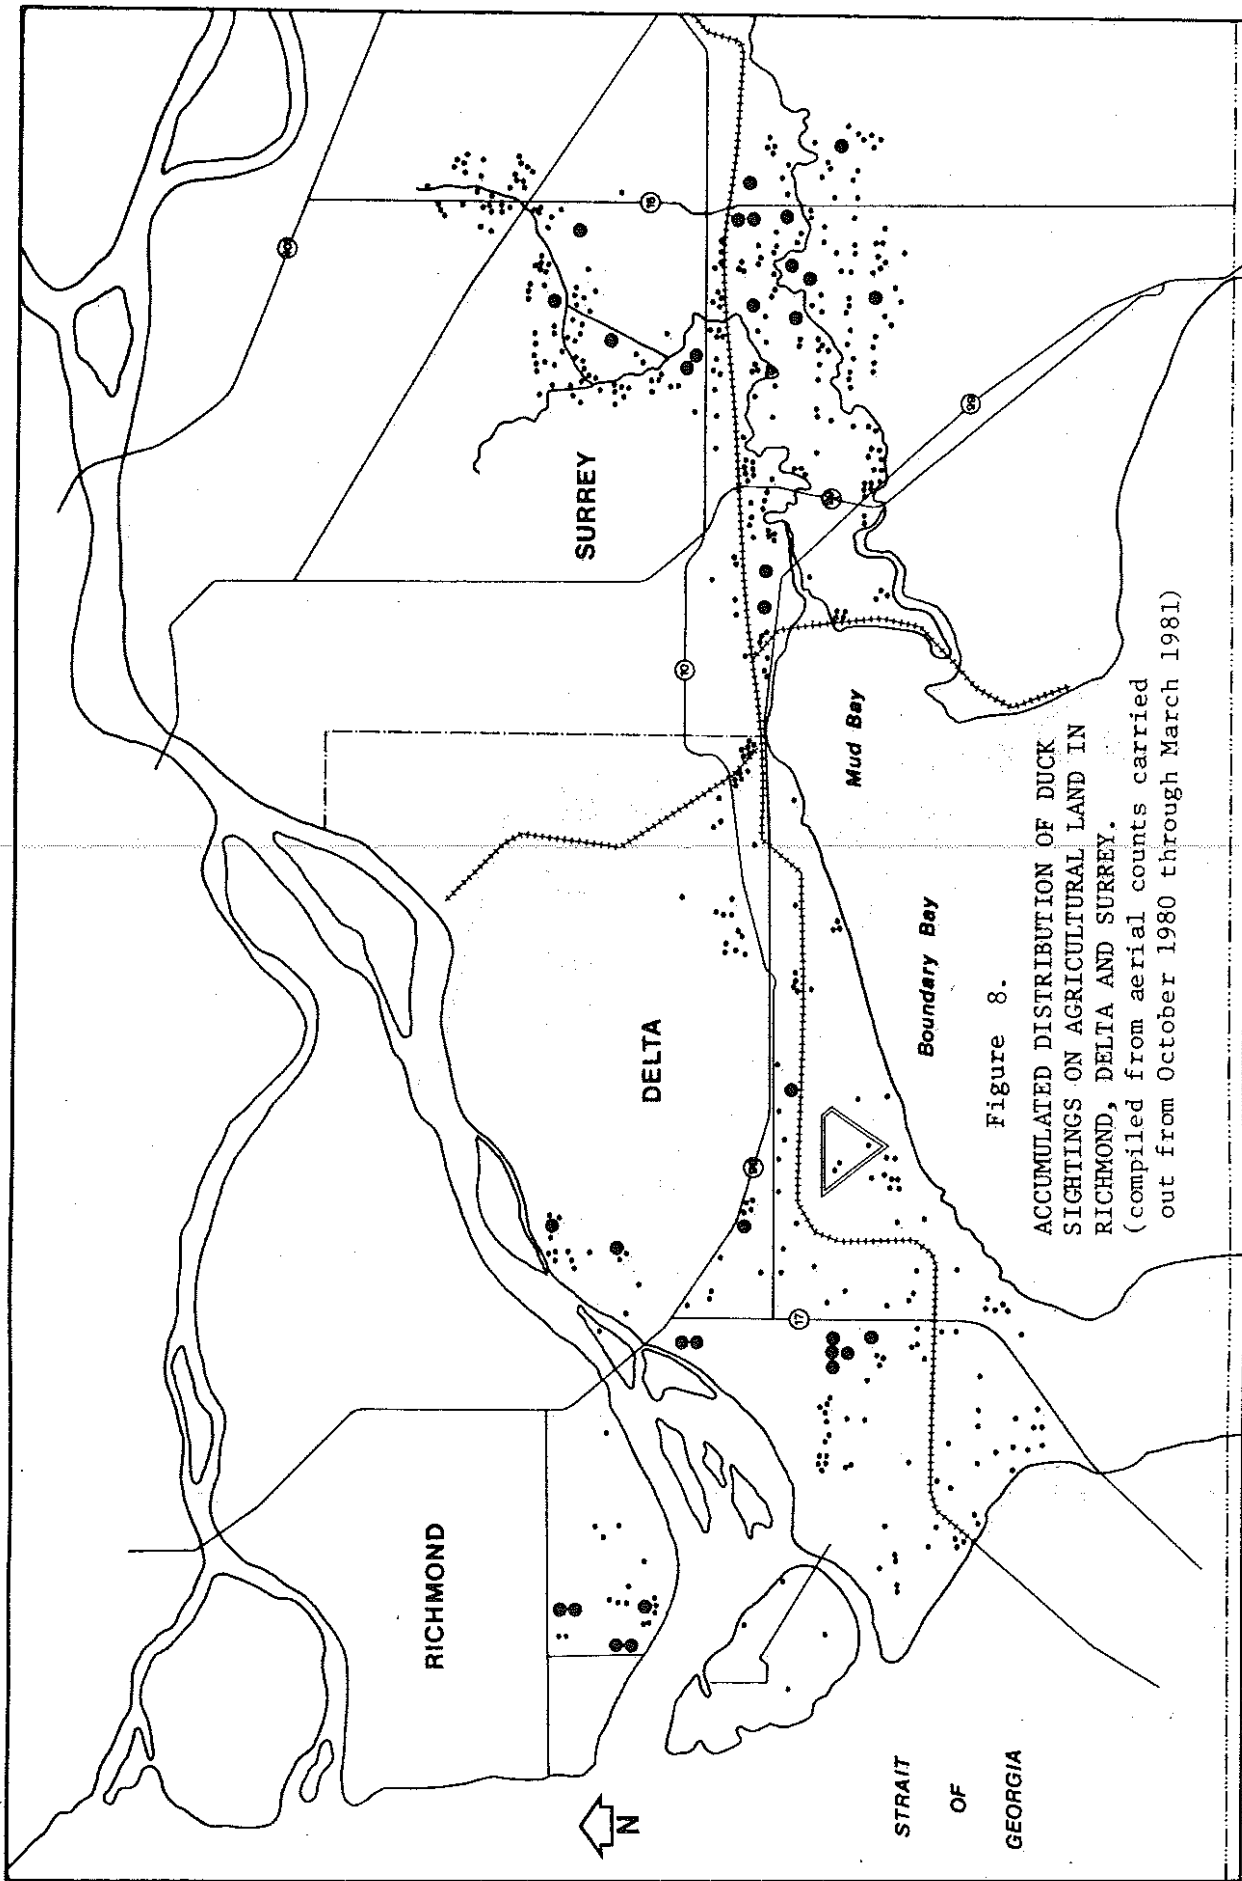 SURREY
DELTA
RICHMOND
Mud Bay
Boundary Bay
STRAIT
OF
GEORGIA
N
10
17
99
Figure 8.
ACCUMULATED DISTRIBUTION OF DUCK
SIGHTINGS ON AGRICULTURAL LAND IN
RICHMOND, DELTA AND SURREY.
(compiled from aerial counts carried
out from October 1980 through March 1981)